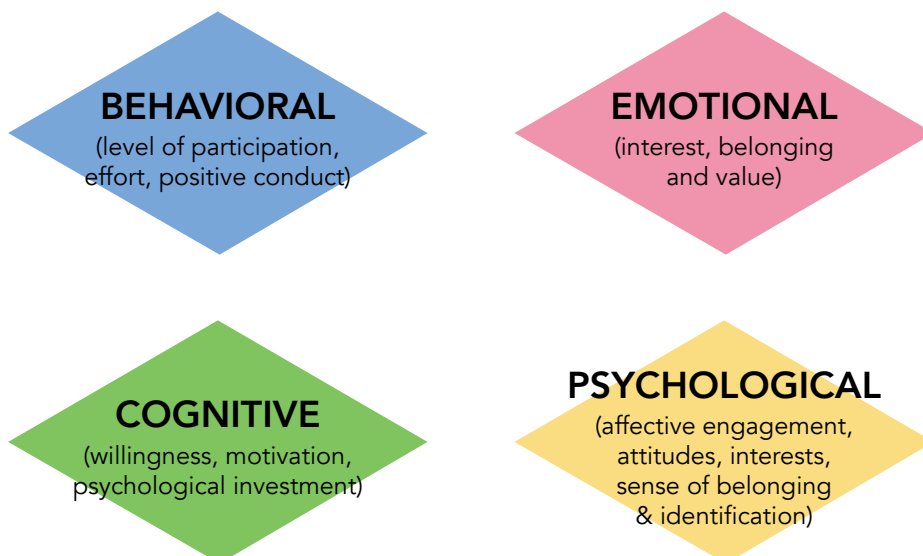 BEHAVIORAL
(level of participation,
effort, positive conduct)
EMOTIONAL
(interest, belonging
and value)
COGNITIVE
(willingness, motivation,
psychological investment)
PSYCHOLOGICAL
(affective engagement,
attitudes, interests,
sense of belonging
& identification)